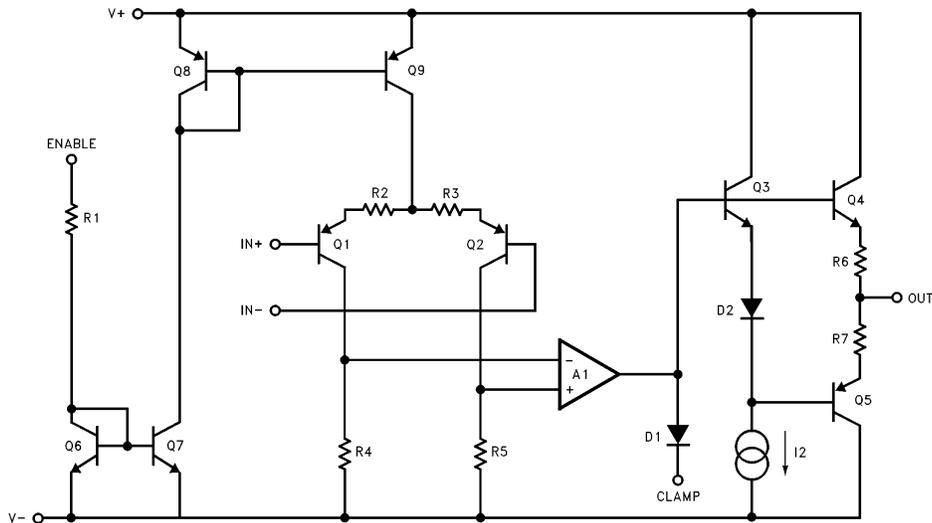 V+
Q8
Q9
ENABLE
R1
R2
R3
Q3
Q4
IN+
Q1
Q2
R6
IN-
D2
OUT
R7
-
A1
+
Q5
Q6
Q7
R4
R5
D1
I2
CLAMP
V-